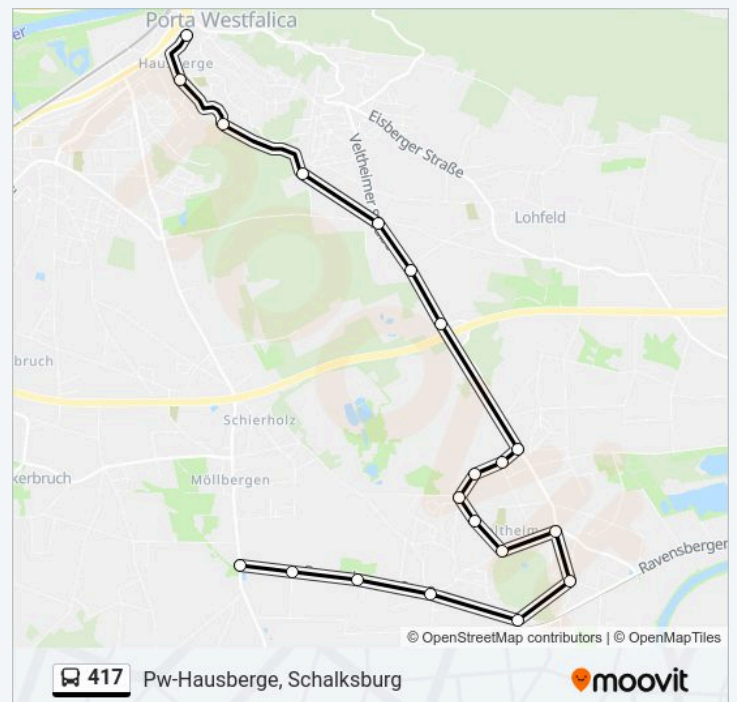 Porta Westfalica
Hausberge
Eisberger Straße
Veltheimer
Lohfeld
bruch
Schierholz
Möllbergen
kerbruch
ltheim
Ravensberger
© OpenStreetMap contributors | © OpenMapTiles
417 Pw-Hausberge, Schalksburg
moovit